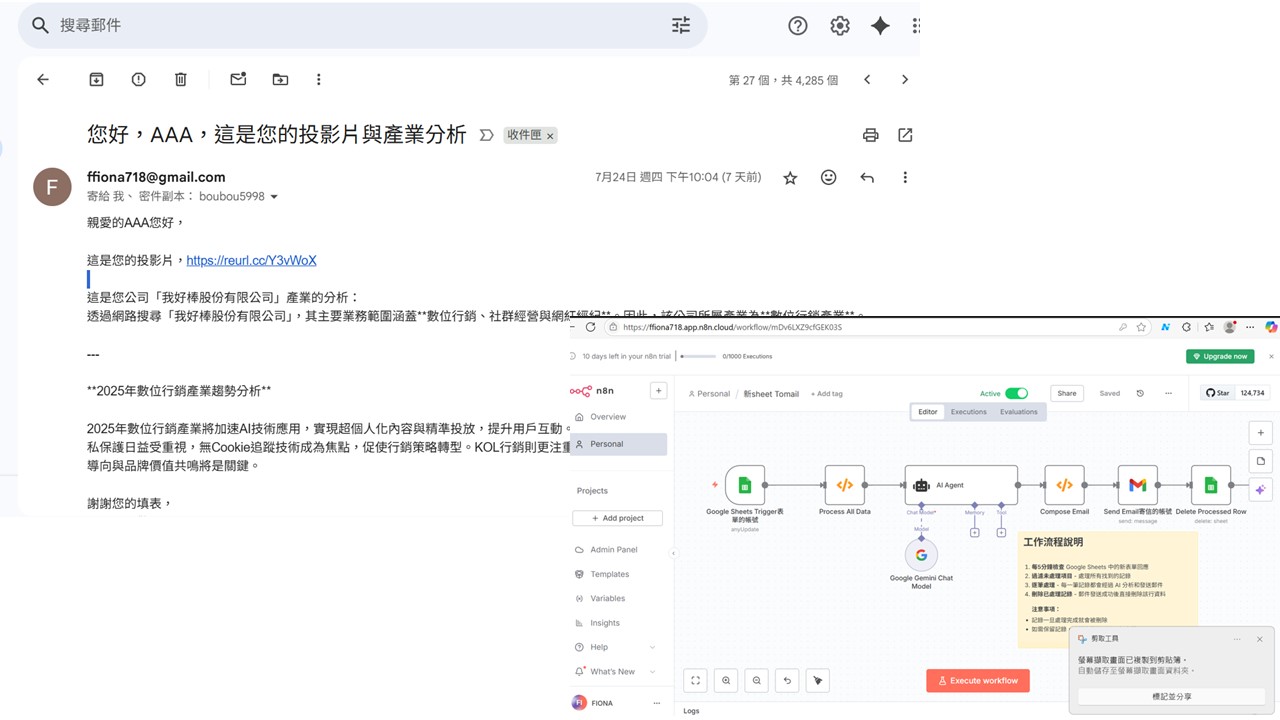 搜尋郵件
第 27 個，共 4,285 個
您好，AAA，這是您的投影片與產業分析
收件匣 ×
F
ffiona718@gmail.com
7月24日 週四 下午10:04 (7 天前)
寄給 我、 密件副本： boubou5998
親愛的AAA您好，
這是您的投影片，https://reurl.cc/Y3vWoX
這是您公司「我好棒股份有限公司」產業的分析：
透過網路搜尋「我好棒股份有限公司」，其主要業務範圍涵蓋**數位行銷、社群經營與網紅經紀**。因此，該公司所屬產業為**數位行銷產業**。
---
**2025年數位行銷產業趨勢分析**
2025年數位行銷產業將加速AI技術應用，實現超個人化內容與精準投放，提升用戶互動。
私保護日益受重視，無Cookie追蹤技術成為焦點，促使行銷策略轉型。KOL行銷則更注重
導向與品牌價值共鳴將是關鍵。
謝謝您的填表，
https://ffiona718.app.n8n.cloud/workflow/mDv6LXZ9cfGEK03S
10 days left in your n8n trial
0/1000 Executions
Upgrade now
n8n
Personal / 新sheet Tomail + Add tag
Active
Share
Saved
Star 124,734
Editor Executions Evaluations
Overview
Personal
Projects
+ Add project
Admin Panel
Templates
Variables
Insights
Help
What's New
FI FIONA
Google Sheets Trigger表
單的帳號
anyUpdate
Process All Data
AI Agent
Chat Model*
Memory
Tool
Model
Google Gemini Chat
Model
Compose Email
Send Email寄信的帳號
send: message
Delete Processed Row
delete: sheet
工作流程說明
1. 每5分鐘檢查 Google Sheets 中的新表單回應
2. 過濾未處理項目 - 處理所有找到的記錄
3. 逐筆處理 - 每一筆記錄都會經過 AI 分析和發送郵件
4. 刪除已處理記錄 - 郵件發送成功後直接刪除該行資料
注意事項：
• 記錄一旦處理完成就會被刪除
• 如需保留記錄
Execute workflow
Logs
剪取工具
螢幕擷取畫面已複製到剪貼簿。
自動儲存至螢幕擷取畫面資料夾。
標記並分享